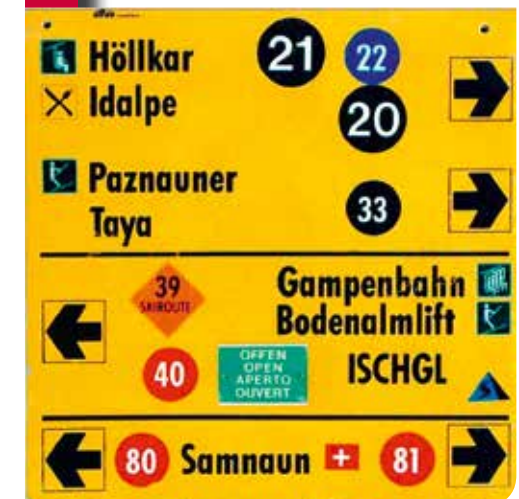 Höllkar 21 22
Idalpe 20
Paznauner
Taya 33
39
SKIROUTE
Gampenbahn
Bodenalmlift
40
OFFEN
OPEN
APERTO
OUVERT
ISCHGL
80 Samnaun 81